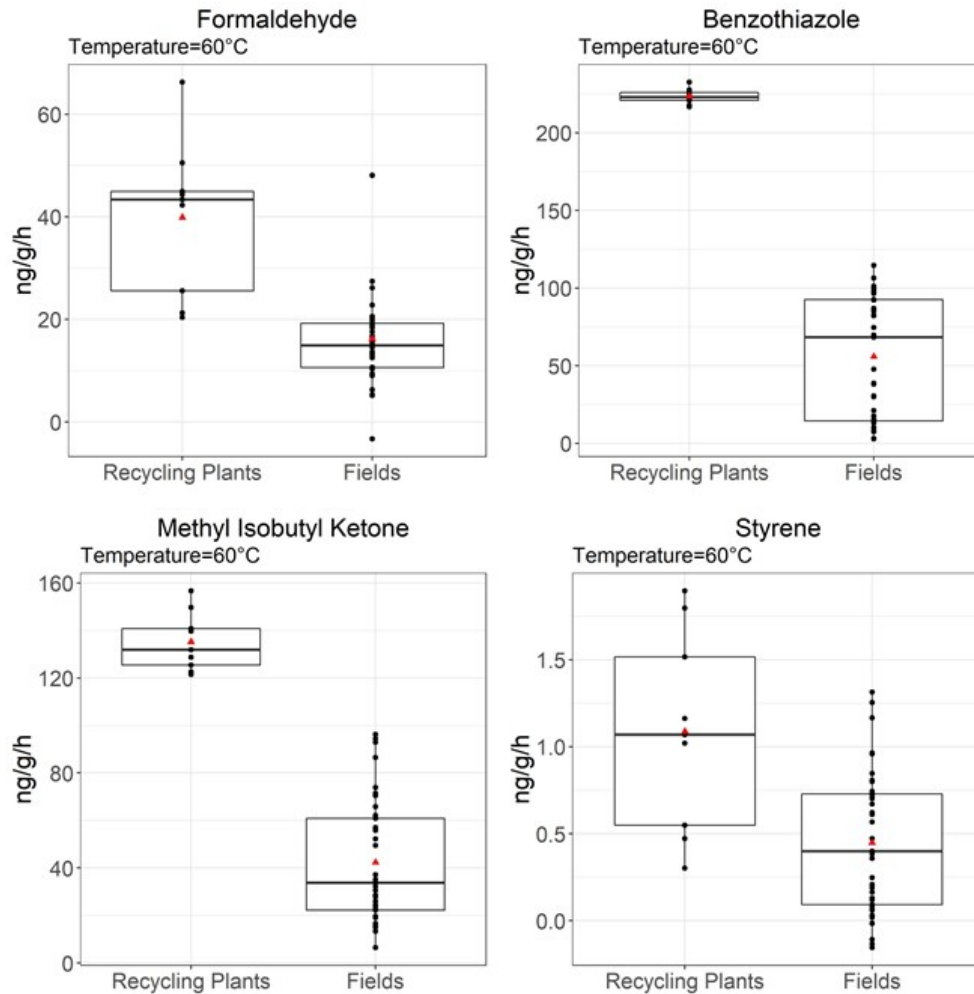 Formaldehyde
Temperature=60°C
ng/g/h
60
40
20
0
Recycling Plants
Fields
Benzothiazole
Temperature=60°C
ng/g/h
200
150
100
50
0
Recycling Plants
Fields
Methyl Isobutyl Ketone
Temperature=60°C
ng/g/h
160
120
80
40
0
Recycling Plants
Fields
Styrene
Temperature=60°C
ng/g/h
1.5
1.0
0.5
0.0
Recycling Plants
Fields